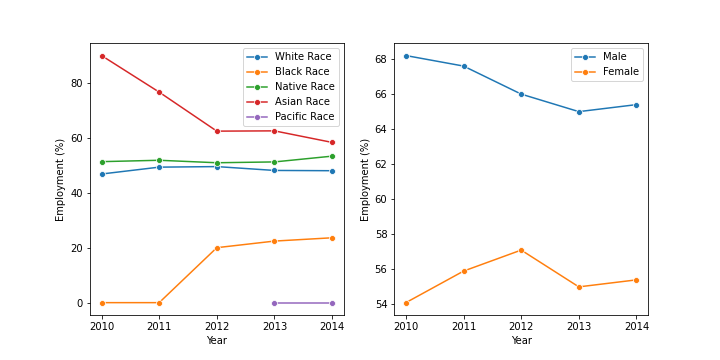 White Race
Black Race
Native Race
Asian Race
Pacific Race
Employment (%)
80
60
40
20
0
2010 2011 2012 2013 2014
Year
Male
Female
Employment (%)
68
66
64
62
60
58
56
54
2010 2011 2012 2013 2014
Year